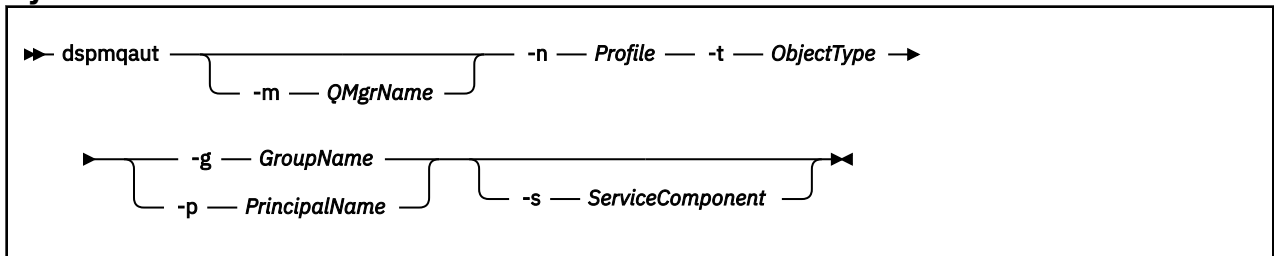 dspmqaut -n Profile -t ObjectType
-m QMgrName
-g GroupName
-p PrincipalName
-s ServiceComponent